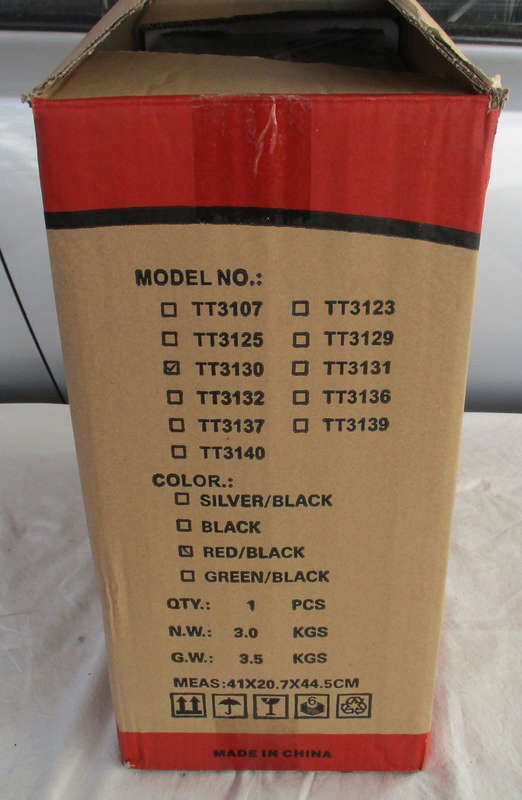 MODEL NO.:
☐ TT3107 ☐ TT3123
☐ TT3125 ☐ TT3129
☑ TT3130 ☐ TT3131
☐ TT3132 ☐ TT3136
☐ TT3137 ☐ TT3139
☐ TT3140
COLOR.:
☐ SILVER/BLACK
☐ BLACK
☑ RED/BLACK
☐ GREEN/BLACK
QTY.: 1 PCS
N.W.: 3.0 KGS
G.W.: 3.5 KGS
MEAS:41X20.7X44.5CM
6
MADE IN CHINA